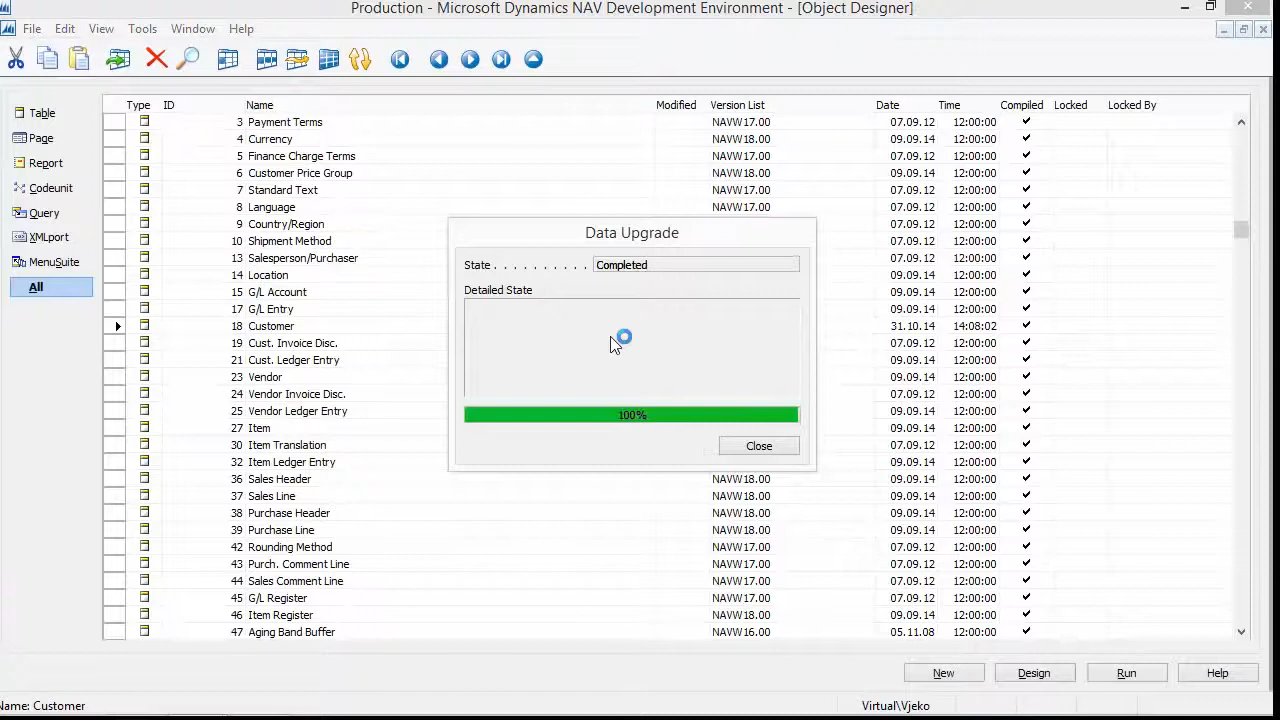 Production - Microsoft Dynamics NAV Development Environment - [Object Designer]
File Edit View Tools Window Help
Type ID Name Modified Version List Date Time Compiled Locked Locked By
Table
Page
Report
Codeunit
Query
XMLport
MenuSuite
All
3 Payment Terms NAVW17.00 07.09.12 12:00:00
4 Currency NAVW18.00 09.09.14 12:00:00
5 Finance Charge Terms NAVW17.00 07.09.12 12:00:00
6 Customer Price Group NAVW18.00 09.09.14 12:00:00
7 Standard Text NAVW17.00 07.09.12 12:00:00
8 Language NAVW17.00 07.09.12 12:00:00
9 Country/Region 07.09.12 12:00:00
10 Shipment Method 09.09.14 12:00:00
13 Salesperson/Purchaser 07.09.12 12:00:00
14 Location 09.09.14 12:00:00
15 G/L Account 09.09.14 12:00:00
17 G/L Entry 09.09.14 12:00:00
18 Customer 31.10.14 14:08:02
19 Cust. Invoice Disc. 07.09.12 12:00:00
21 Cust. Ledger Entry 09.09.14 12:00:00
23 Vendor 09.09.14 12:00:00
24 Vendor Invoice Disc. 07.09.12 12:00:00
25 Vendor Ledger Entry 09.09.14 12:00:00
27 Item 09.09.14 12:00:00
30 Item Translation 07.09.12 12:00:00
32 Item Ledger Entry 09.09.14 12:00:00
36 Sales Header NAVW18.00 09.09.14 12:00:00
37 Sales Line NAVW18.00 09.09.14 12:00:00
38 Purchase Header NAVW18.00 09.09.14 12:00:00
39 Purchase Line NAVW18.00 09.09.14 12:00:00
42 Rounding Method NAVW17.00 07.09.12 12:00:00
43 Purch. Comment Line NAVW17.00 07.09.12 12:00:00
44 Sales Comment Line NAVW17.00 07.09.12 12:00:00
45 G/L Register NAVW17.00 07.09.12 12:00:00
46 Item Register NAVW18.00 09.09.14 12:00:00
47 Aging Band Buffer NAVW16.00 05.11.08 12:00:00
Data Upgrade
State . . . . . . . . . . Completed
Detailed State
100%
Close
New Design Run Help
Name: Customer Virtual\Vjeko